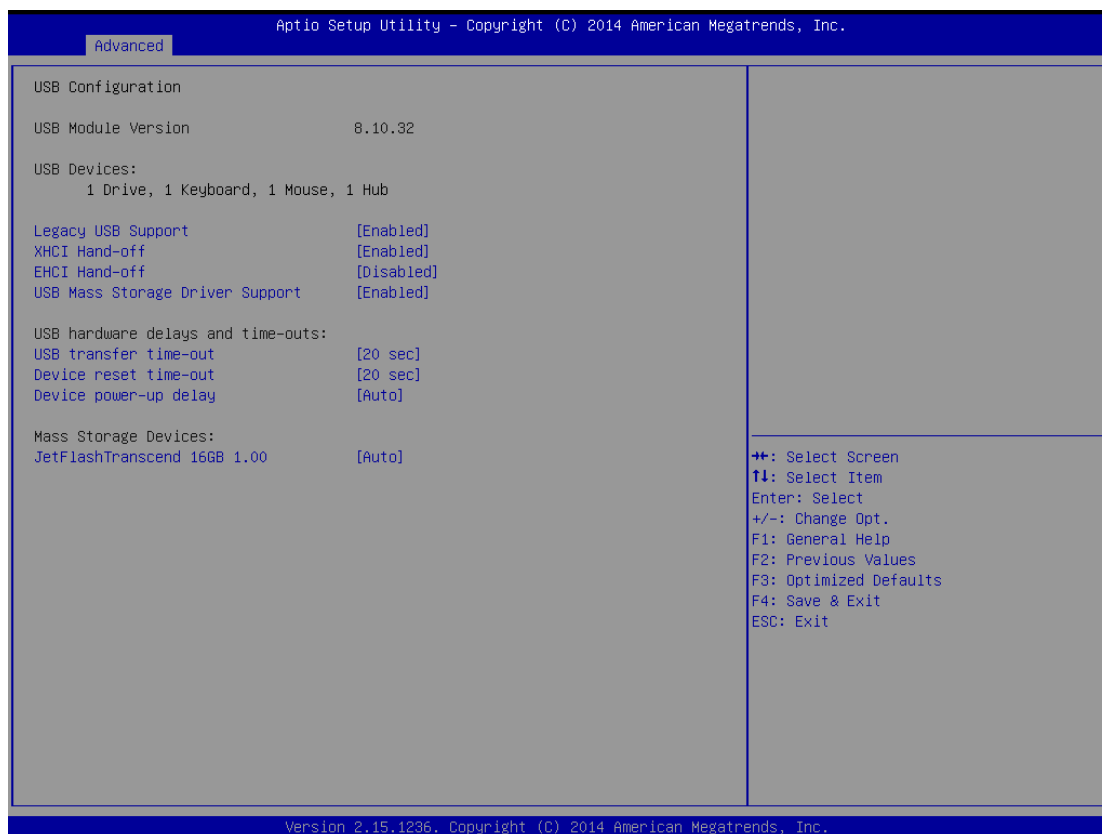 Aptio Setup Utility – Copyright (C) 2014 American Megatrends, Inc.
Advanced
USB Configuration
USB Module Version 8.10.32
USB Devices:
1 Drive, 1 Keyboard, 1 Mouse, 1 Hub
Legacy USB Support [Enabled]
XHCI Hand-off [Enabled]
EHCI Hand-off [Disabled]
USB Mass Storage Driver Support [Enabled]
USB hardware delays and time-outs:
USB transfer time-out [20 sec]
Device reset time-out [20 sec]
Device power-up delay [Auto]
Mass Storage Devices:
JetFlashTranscend 16GB 1.00 [Auto]
→←: Select Screen
↑↓: Select Item
Enter: Select
+/-: Change Opt.
F1: General Help
F2: Previous Values
F3: Optimized Defaults
F4: Save & Exit
ESC: Exit
Version 2.15.1236. Copyright (C) 2014 American Megatrends, Inc.